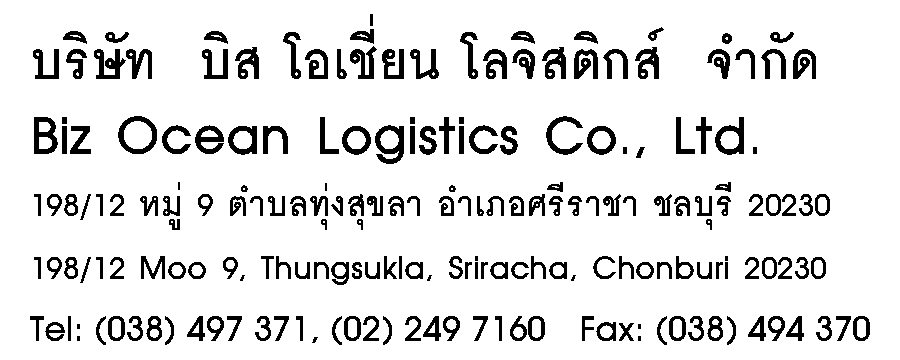 บริษัท บิส โอเชี่ยน โลจิสติกส์ จำกัด
Biz Ocean Logistics Co., Ltd.
198/12 หมู่ 9 ตำบลทุ่งสุขลา อำเภอศรีราชา ชลบุรี 20230
198/12 Moo 9, Thungsukla, Sriracha, Chonburi 20230
Tel: (038) 497 371, (02) 249 7160 Fax: (038) 494 370